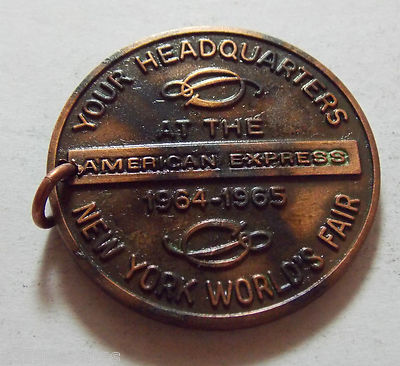 YOUR HEADQUARTERS
AT THE
AMERICAN EXPRESS
1964-1965
NEW YORK WORLD'S FAIR